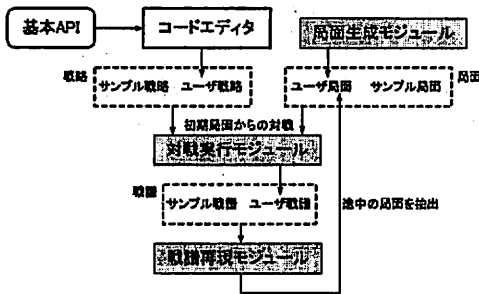 基本API
コードエディタ
局面生成モジュール
戦略
サンプル戦略 ユーザ戦略
ユーザ局面 サンプル局面
局面
初期局面からの対戦
対戦実行モジュール
戦譜
サンプル戦譜 ユーザ戦譜
途中の局面を抽出
戦譜再現モジュール